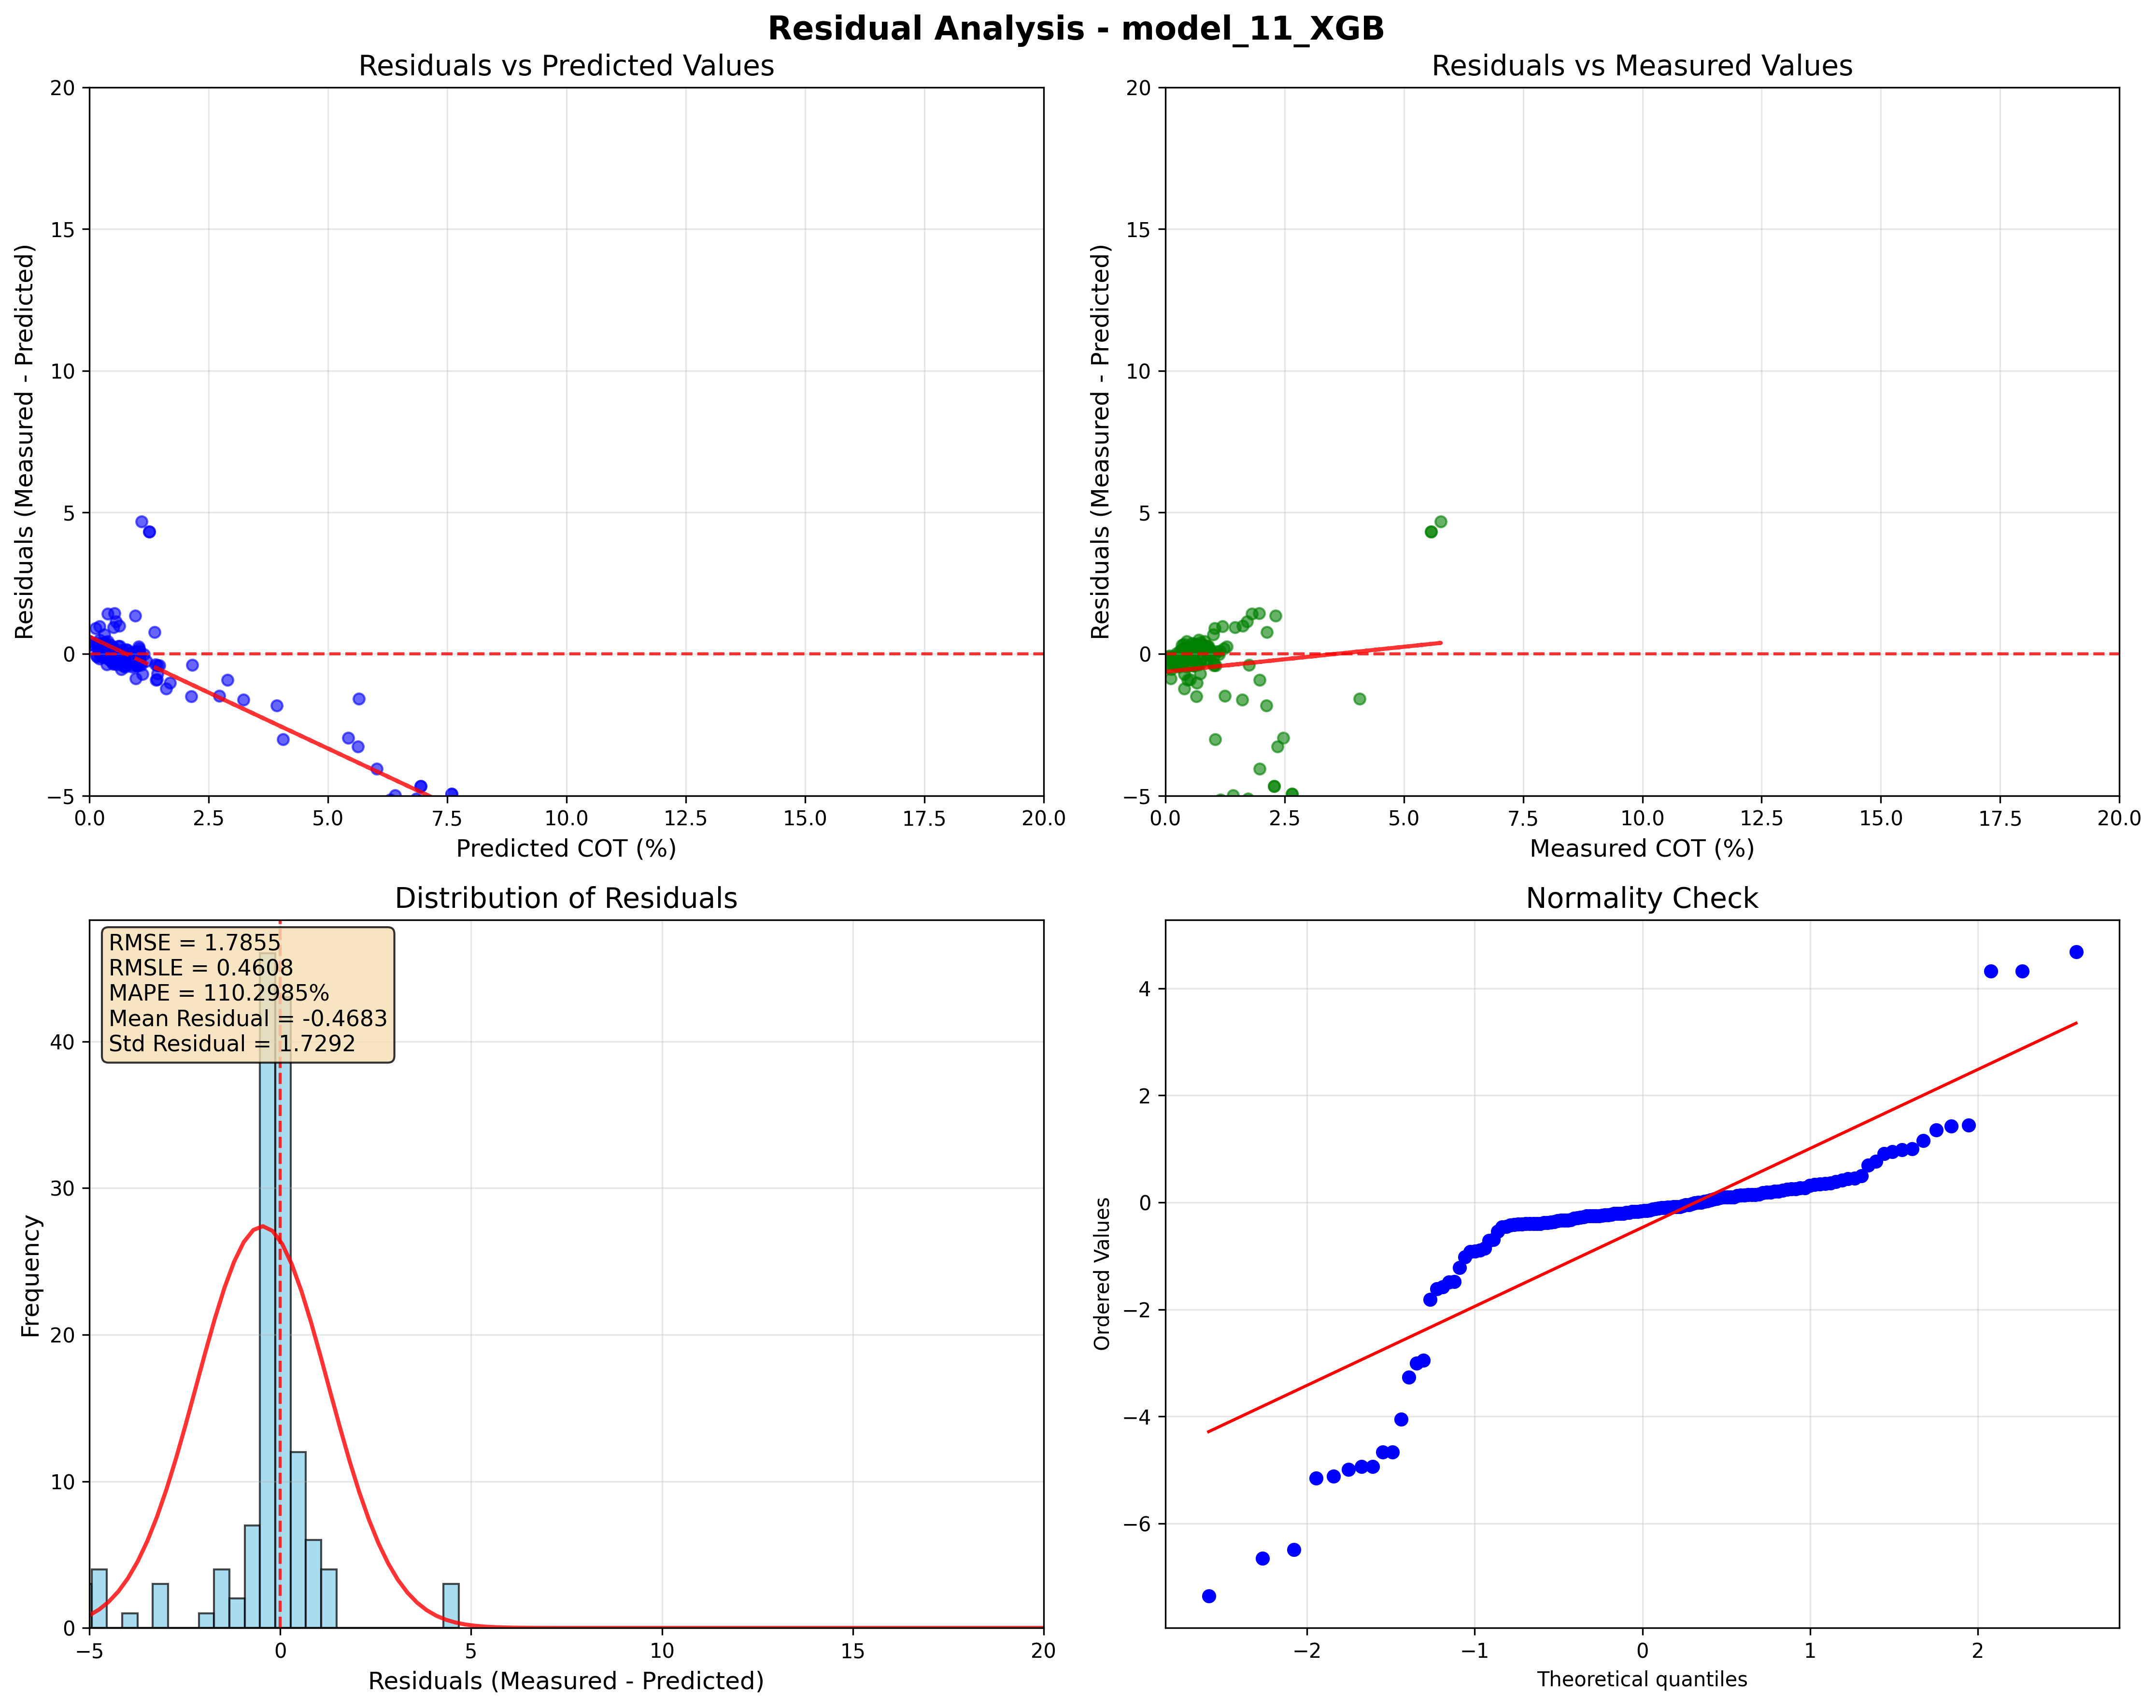 Residual Analysis - model_11_XGB
Residuals vs Predicted Values
20
15
10
5
0
−5
Residuals (Measured - Predicted)
0.0 2.5 5.0 7.5 10.0 12.5 15.0 17.5 20.0
Predicted COT (%)
Residuals vs Measured Values
20
15
10
5
0
−5
Residuals (Measured - Predicted)
0.0 2.5 5.0 7.5 10.0 12.5 15.0 17.5 20.0
Measured COT (%)
Distribution of Residuals
RMSE = 1.7855
RMSLE = 0.4608
MAPE = 110.2985%
Mean Residual = -0.4683
Std Residual = 1.7292
40
30
20
10
0
Frequency
−5 0 5 10 15 20
Residuals (Measured - Predicted)
Normality Check
4
2
0
−2
−4
−6
Ordered Values
−2 −1 0 1 2
Theoretical quantiles